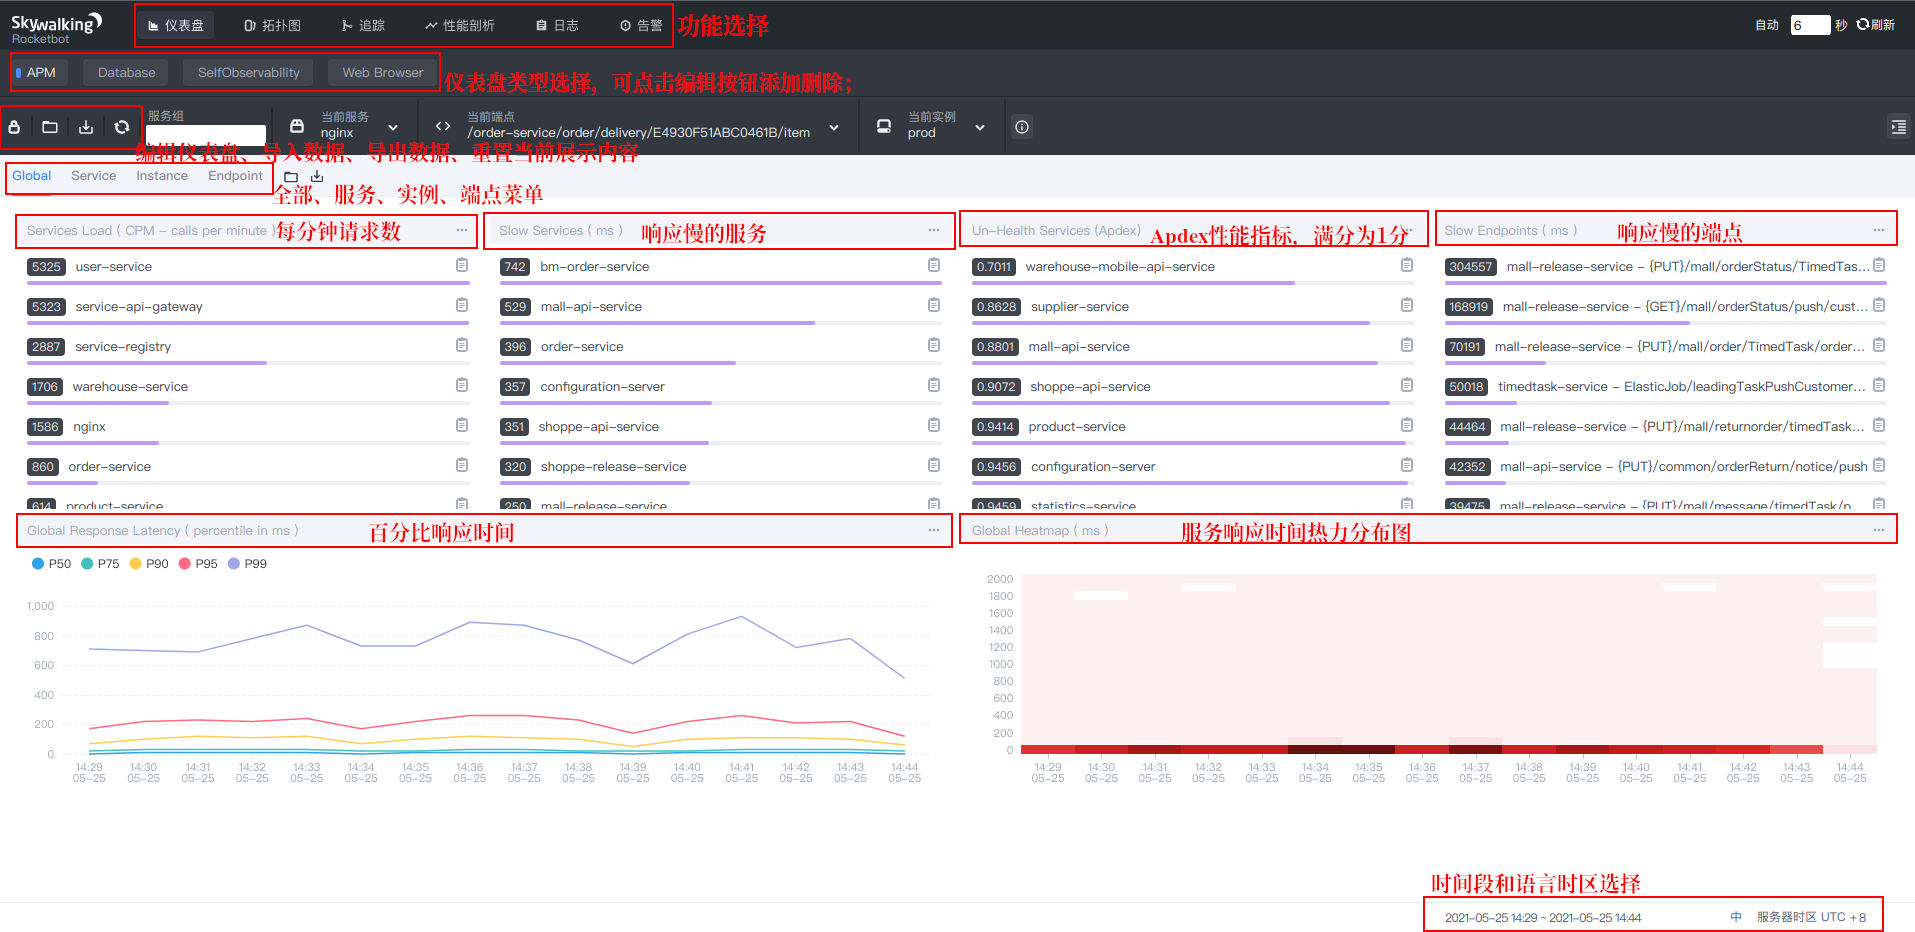 Skywalking
Rocketbot
仪表盘
拓扑图
追踪
性能剖析
日志
告警
功能选择
自动 6 秒 刷新
APM
Database
SelfObservability
Web Browser
仪表盘类型选择，可点击编辑按钮添加删除；
服务组
当前服务
nginx
当前端点
/order-service/order/delivery/E4930F51ABC0461B/item
当前实例
prod
编辑仪表盘、导入数据、导出数据、重置当前展示内容
Global
Service
Instance
Endpoint
全部、服务、实例、端点菜单
Services Load ( CPM - calls per minute )
每分钟请求数
5325 user-service
5323 service-api-gateway
2887 service-registry
1706 warehouse-service
1586 nginx
860 order-service
614 product-service
Slow Services ( ms )
响应慢的服务
742 bm-order-service
529 mall-api-service
396 order-service
357 configuration-server
351 shoppe-api-service
320 shoppe-release-service
250 mall-release-service
Un-Health Services (Apdex)
Apdex性能指标，满分为1分
0.7011 warehouse-mobile-api-service
0.8628 supplier-service
0.8801 mall-api-service
0.9072 shoppe-api-service
0.9414 product-service
0.9456 configuration-server
0.9459 statistics-service
Slow Endpoints ( ms )
响应慢的端点
304557 mall-release-service - {PUT}/mall/orderStatus/TimedTas...
168919 mall-release-service - {GET}/mall/orderStatus/push/cust...
70191 mall-release-service - {PUT}/mall/order/TimedTask/order...
50018 timedtask-service - ElasticJob/leadingTaskPushCustomer...
44464 mall-release-service - {PUT}/mall/returnorder/timedTask...
42352 mall-api-service - {PUT}/common/orderReturn/notice/push
39475 mall-release-service - {PUT}/mall/message/timedTask/p...
Global Response Latency ( percentile in ms )
百分比响应时间
P50 P75 P90 P95 P99
1,000
800
600
400
200
0
14:29 14:30 14:31 14:32 14:33 14:34 14:35 14:36 14:37 14:38 14:39 14:40 14:41 14:42 14:43 14:44
05-25 05-25 05-25 05-25 05-25 05-25 05-25 05-25 05-25 05-25 05-25 05-25 05-25 05-25 05-25 05-25
Global Heatmap ( ms )
服务响应时间热力分布图
2000
1800
1600
1400
1200
1000
800
600
400
200
0
14:29 14:30 14:31 14:32 14:33 14:34 14:35 14:36 14:37 14:38 14:39 14:40 14:41 14:42 14:43 14:44
05-25 05-25 05-25 05-25 05-25 05-25 05-25 05-25 05-25 05-25 05-25 05-25 05-25 05-25 05-25 05-25
时间段和语言时区选择
2021-05-25 14:29 ~ 2021-05-25 14:44
中
服务器时区 UTC + 8